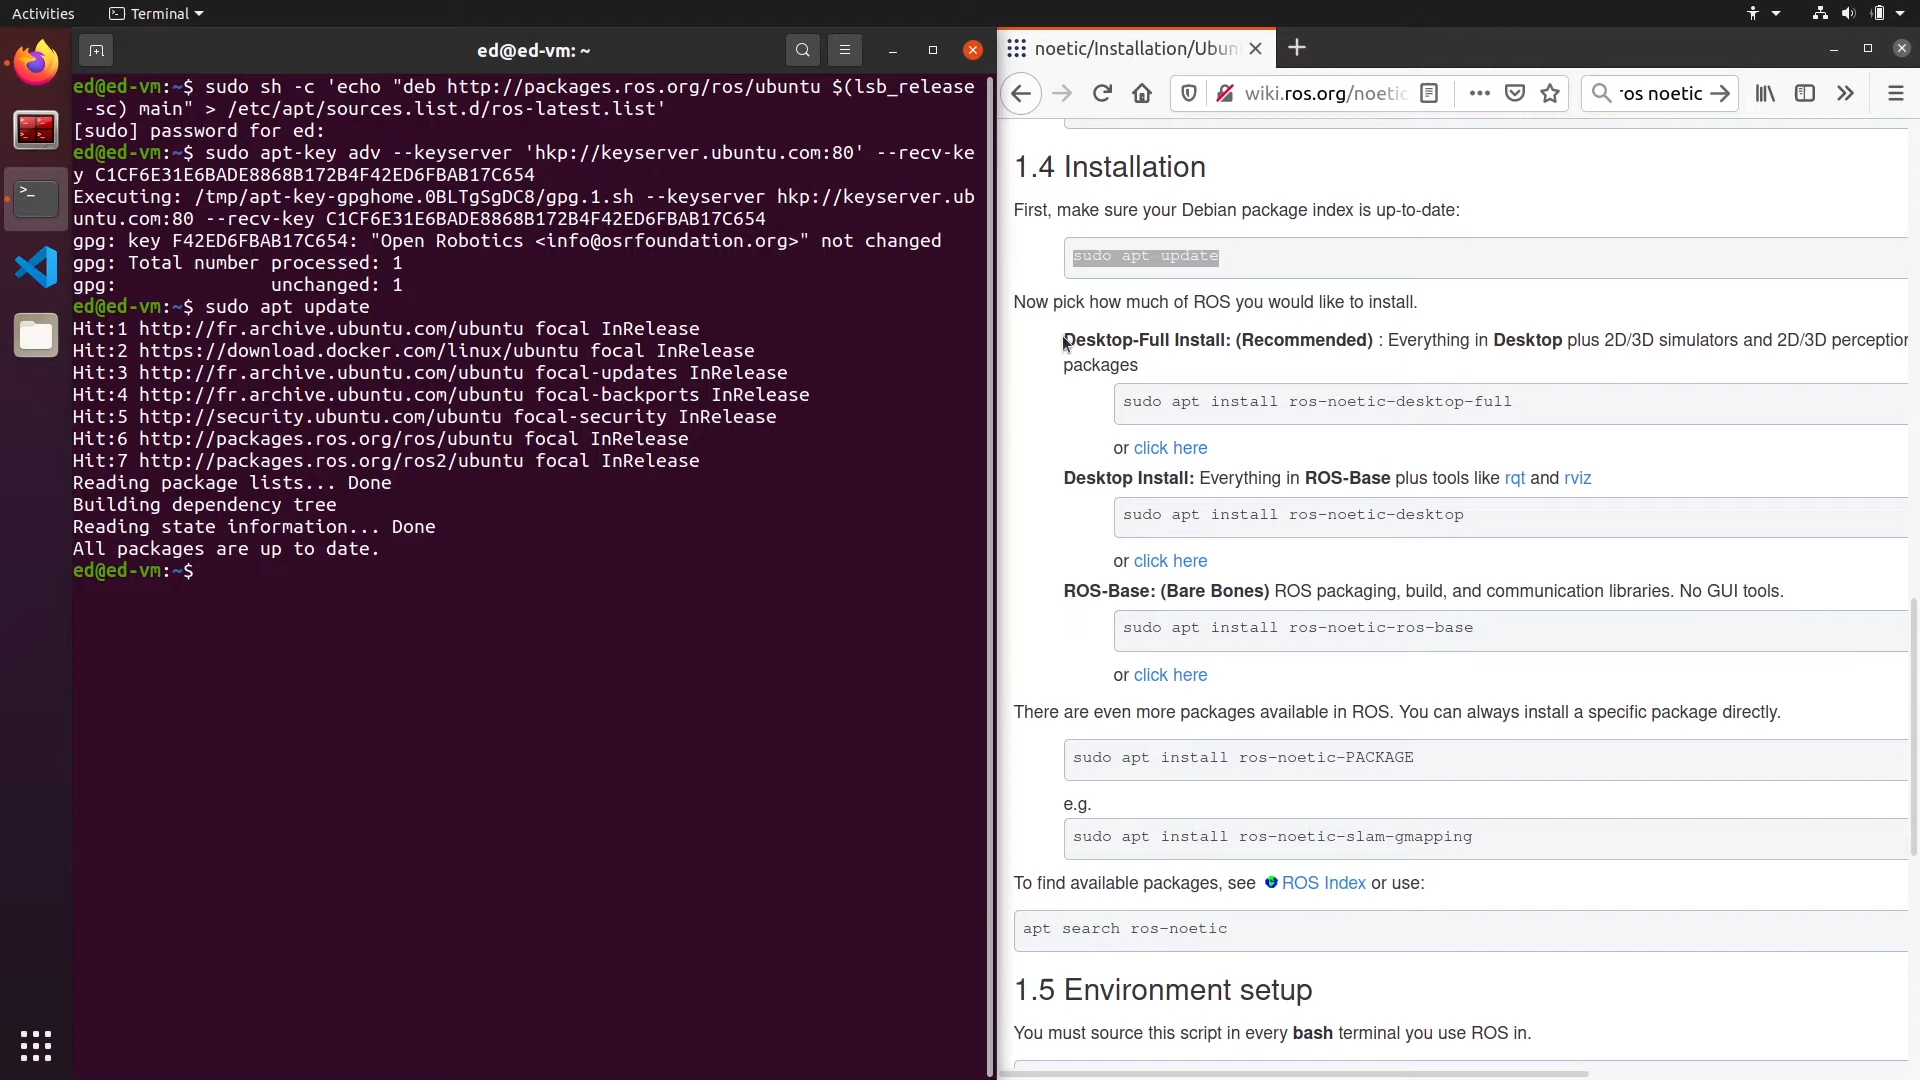 Activities
Terminal
ed@ed-vm: ~
ed@ed-vm:~$ sudo sh -c 'echo "deb http://packages.ros.org/ros/ubuntu $(lsb_release
-sc) main" > /etc/apt/sources.list.d/ros-latest.list'
[sudo] password for ed:
ed@ed-vm:~$ sudo apt-key adv --keyserver 'hkp://keyserver.ubuntu.com:80' --recv-ke
y C1CF6E31E6BADE8868B172B4F42ED6FBAB17C654
Executing: /tmp/apt-key-gpghome.0BLTgSgDC8/gpg.1.sh --keyserver hkp://keyserver.ub
untu.com:80 --recv-key C1CF6E31E6BADE8868B172B4F42ED6FBAB17C654
gpg: key F42ED6FBAB17C654: "Open Robotics <info@osrfoundation.org>" not changed
gpg: Total number processed: 1
gpg:              unchanged: 1
ed@ed-vm:~$ sudo apt update
Hit:1 http://fr.archive.ubuntu.com/ubuntu focal InRelease
Hit:2 https://download.docker.com/linux/ubuntu focal InRelease
Hit:3 http://fr.archive.ubuntu.com/ubuntu focal-updates InRelease
Hit:4 http://fr.archive.ubuntu.com/ubuntu focal-backports InRelease
Hit:5 http://security.ubuntu.com/ubuntu focal-security InRelease
Hit:6 http://packages.ros.org/ros/ubuntu focal InRelease
Hit:7 http://packages.ros.org/ros2/ubuntu focal InRelease
Reading package lists... Done
Building dependency tree
Reading state information... Done
All packages are up to date.
ed@ed-vm:~$
noetic/Installation/Ubun
wiki.ros.org/noetic
ros noetic
1.4 Installation
First, make sure your Debian package index is up-to-date:
sudo apt update
Now pick how much of ROS you would like to install.
Desktop-Full Install: (Recommended) : Everything in Desktop plus 2D/3D simulators and 2D/3D perception
packages
sudo apt install ros-noetic-desktop-full
or click here
Desktop Install: Everything in ROS-Base plus tools like rqt and rviz
sudo apt install ros-noetic-desktop
or click here
ROS-Base: (Bare Bones) ROS packaging, build, and communication libraries. No GUI tools.
sudo apt install ros-noetic-ros-base
or click here
There are even more packages available in ROS. You can always install a specific package directly.
sudo apt install ros-noetic-PACKAGE
e.g.
sudo apt install ros-noetic-slam-gmapping
To find available packages, see ROS Index or use:
apt search ros-noetic
1.5 Environment setup
You must source this script in every bash terminal you use ROS in.